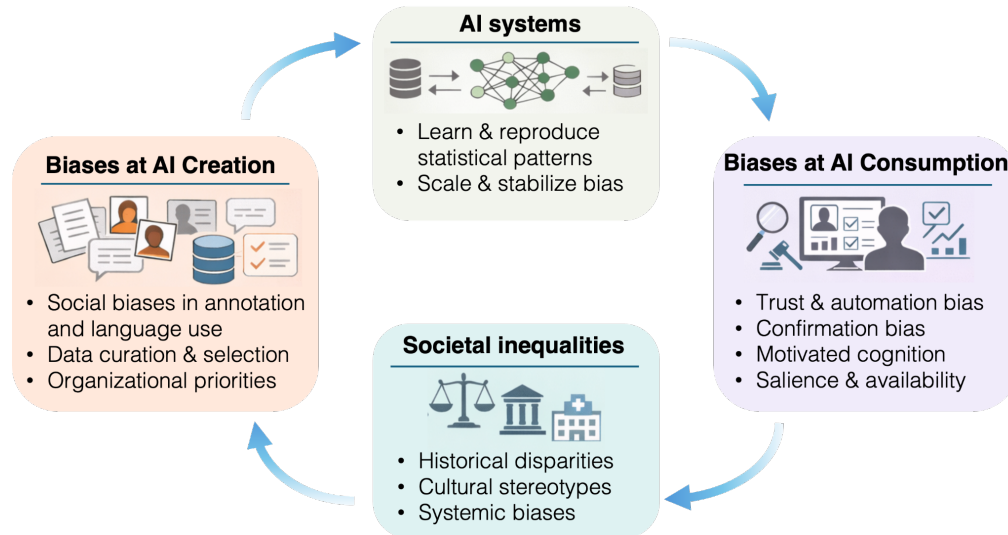 AI systems
• Learn & reproduce
statistical patterns
• Scale & stabilize bias
Biases at AI Creation
• Social biases in annotation
and language use
• Data curation & selection
• Organizational priorities
Biases at AI Consumption
• Trust & automation bias
• Confirmation bias
• Motivated cognition
• Salience & availability
Societal inequalities
• Historical disparities
• Cultural stereotypes
• Systemic biases